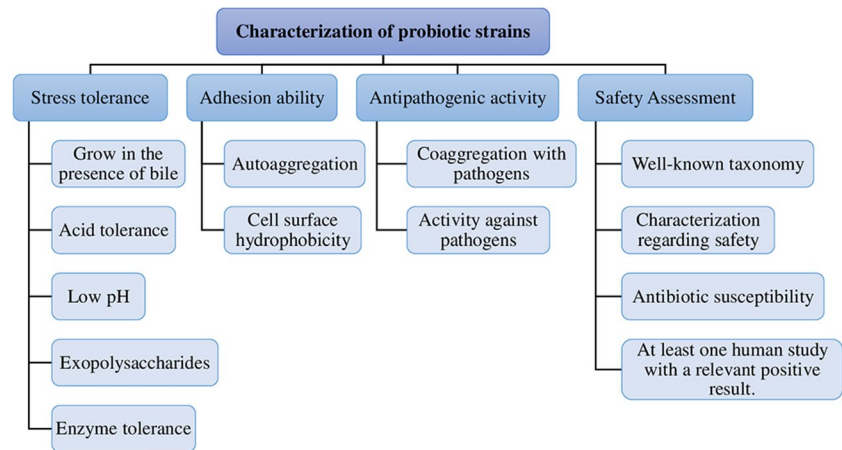 Characterization of probiotic strains
Stress tolerance
Grow in the
presence of bile
Acid tolerance
Low pH
Exopolysaccharides
Enzyme tolerance
Adhesion ability
Autoaggregation
Cell surface
hydrophobicity
Antipathogenic activity
Coaggregation with
pathogens
Activity against
pathogens
Safety Assessment
Well-known taxonomy
Characterization
regarding safety
Antibiotic susceptibility
At least one human study
with a relevant positive
result.